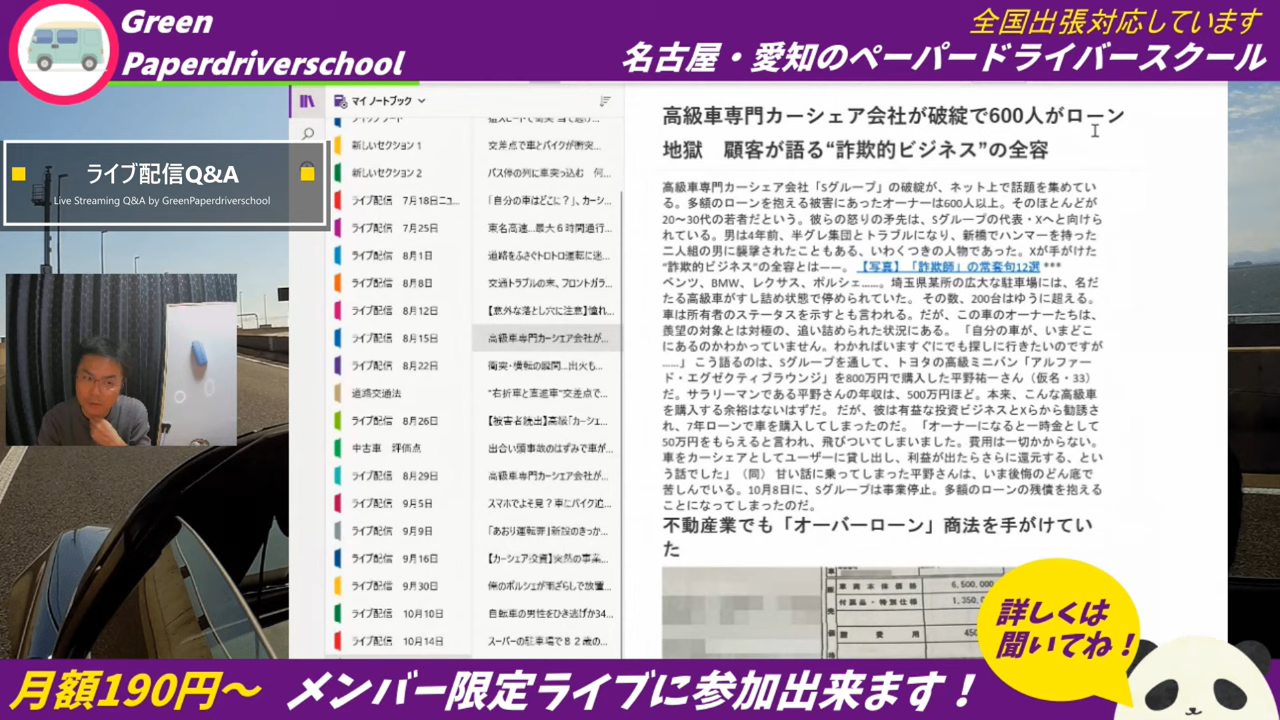 Green
Paperdriverschool
全国出張対応しています
名古屋・愛知のペーパードライバースクール
ライブ配信Q&A
Live Streaming Q&A by GreenPaperdriverschool
マイ ノートブック
新しいセクション 1
新しいセクション 2
ライブ配信 7月18日ニュ...
ライブ配信 7月25日
ライブ配信 8月1日
ライブ配信 8月8日
ライブ配信 8月12日
ライブ配信 8月15日
ライブ配信 8月22日
道路交通法
ライブ配信 8月26日
中古車 評価点
ライブ配信 8月29日
ライブ配信 9月5日
ライブ配信 9月9日
ライブ配信 9月16日
ライブ配信 9月30日
ライブ配信 10月10日
ライブ配信 10月14日
交差点で車とバイクが衝突...
バス停の列に車突っ込む 何...
「自分の車はどこに？」、カーシ...
東名高速...最大6時間通行...
道路をふさぐトロトロ運転に迷...
交通トラブルの末、フロントガラ...
【意外な落とし穴に注意】憧れ...
高級車専門カーシェア会社が...
衝突・横転の瞬間...出火も...
“右折車と直進車”交差点で...
【被害者続出】高級「カーシェ...
出合い頭事故のはずみで車が...
高級車専門カーシェア会社が...
スマホでよそ見？車にバイク追...
「あおり運転罪」新設のきっか...
【カーシェア投資】突然の事業...
俺のポルシェが雨ざらしで放置...
自転車の男性をひき逃げか34...
スーパーの駐車場で８２歳の...
高級車専門カーシェア会社が破綻で600人がローン
地獄 顧客が語る“詐欺的ビジネス”の全容
高級車専門カーシェア会社「Sグループ」の破綻が、ネット上で話題を集めてい
る。多額のローンを抱える被害にあったオーナーは600人以上。そのほとんどが
20～30代の若者だという。彼らの怒りの矛先は、Sグループの代表・Xへと向けら
れている。男は4年前、半グレ集団とトラブルになり、新橋でハンマーを持った
二人組の男に襲撃されたこともある、いわくつきの人物であった。Xが手がけた
“詐欺的ビジネス”の全容とは――。【写真】「詐欺師」の常套句12選 ***
ベンツ、BMW、レクサス、ポルシェ……。埼玉県某所の広大な駐車場には、名だ
たる高級車がすし詰め状態で停められていた。 その数、200台はゆうに超える。
車は所有者のステータスを示すとも言われる。だが、この車のオーナーたちは、
羨望の対象とは対極の、追い詰められた状況にある。 「自分の車が、いまどこ
にあるのかわかっていません。わかればいますぐにでも探しに行きたいのですが
……」 こう語るのは、Sグループを通して、トヨタの高級ミニバン「アルファー
ド・エグゼクティブラウンジ」を800万円で購入した平野祐一さん（仮名・33）
だ。サラリーマンである平野さんの年収は、500万円ほど。本来、こんな高級車
を購入する余裕はないはずだ。 だが、彼は有益な投資ビジネスとXらから勧誘さ
れ、7年ローンで車を購入してしまったのだ。 「オーナーになると一時金として
50万円をもらえると言われ、飛びついてしまいました。費用は一切かからない。
車をカーシェアとしてユーザーに貸し出し、利益が出たらさらに還元する、とい
う話でした」（同） 甘い話に乗ってしまった平野さんは、いま後悔のどん底で
苦しんでいる。10月8日に、Sグループは事業停止。多額のローンの残債を抱える
ことになってしまったのだ。
不動産業でも「オーバーローン」商法を手がけてい
た
車両本体価格 6,500,000
付属品・特別仕様 1,350,
諸費用 450
詳しくは
聞いてね！
月額190円～ メンバー限定ライブに参加出来ます！